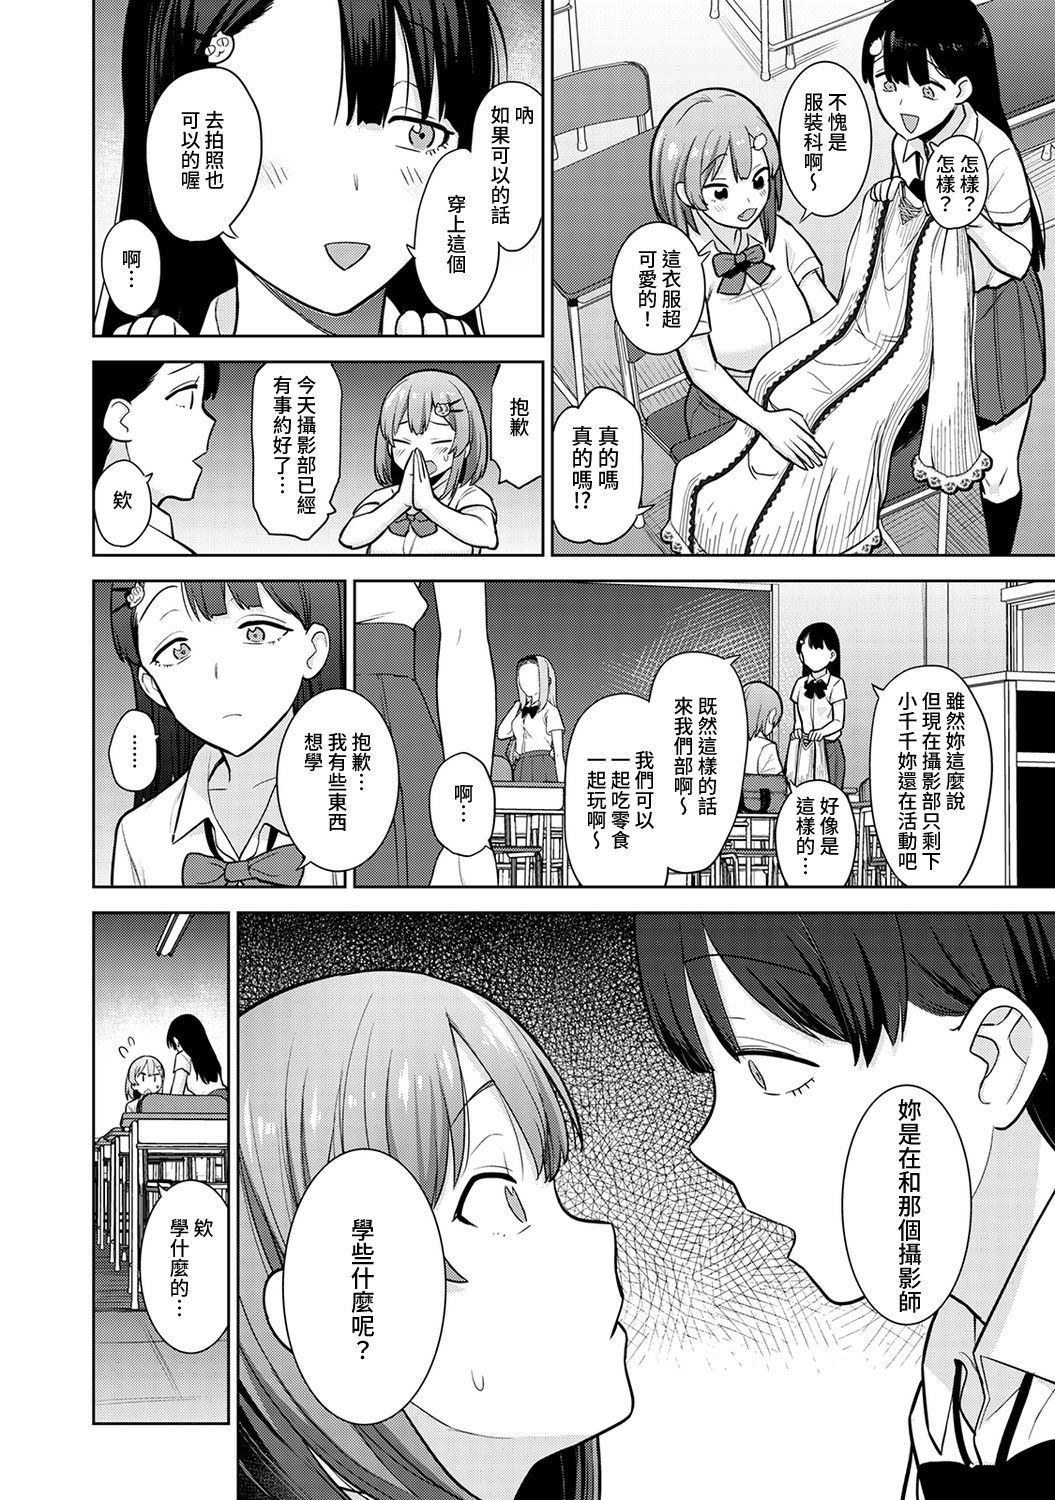 怎樣？
怎樣？
不愧是
服裝科啊～
這衣服超
可愛的！
真的嗎
真的嗎!?
吶
如果可以的話
穿上這個
去拍照也
可以的喔
啊…
抱歉
今天攝影部已經
有事約好了…
欸
雖然妳這麼說
但現在攝影部只剩下
小千千妳還在活動吧
好像是
這樣的…
既然這樣的話
來我們部啊～
我們可以
一起吃零食
一起玩啊～
啊…
抱歉…
我有些東西
想學
……
妳是在和那個攝影師
學些什麼呢？
欸
學什麼的…